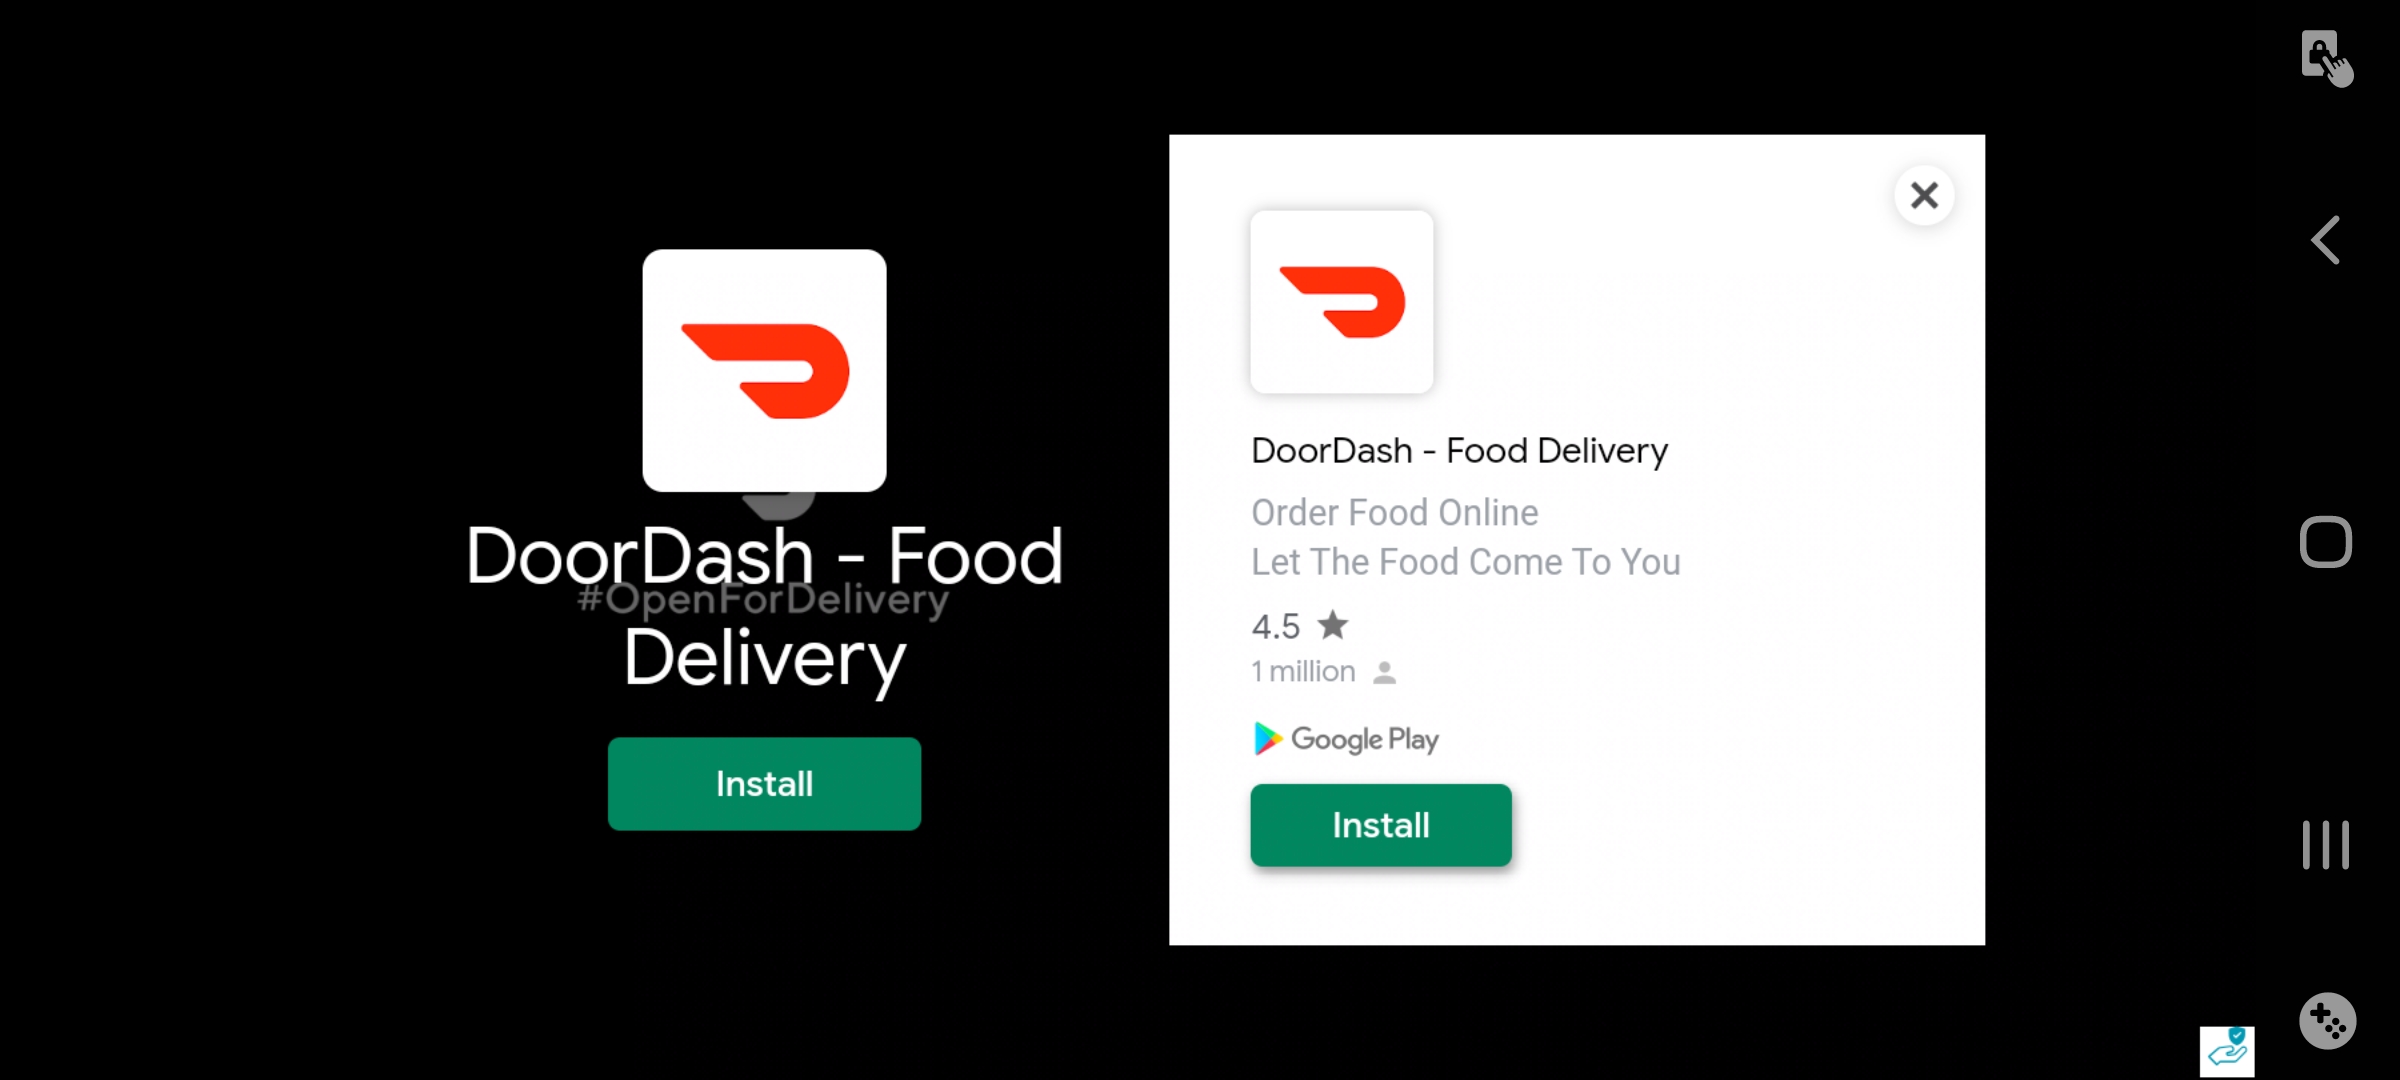 DoorDash - Food
#OpenForDelivery
Delivery
Install
DoorDash - Food Delivery
Order Food Online
Let The Food Come To You
4.5
1 million
Google Play
Install